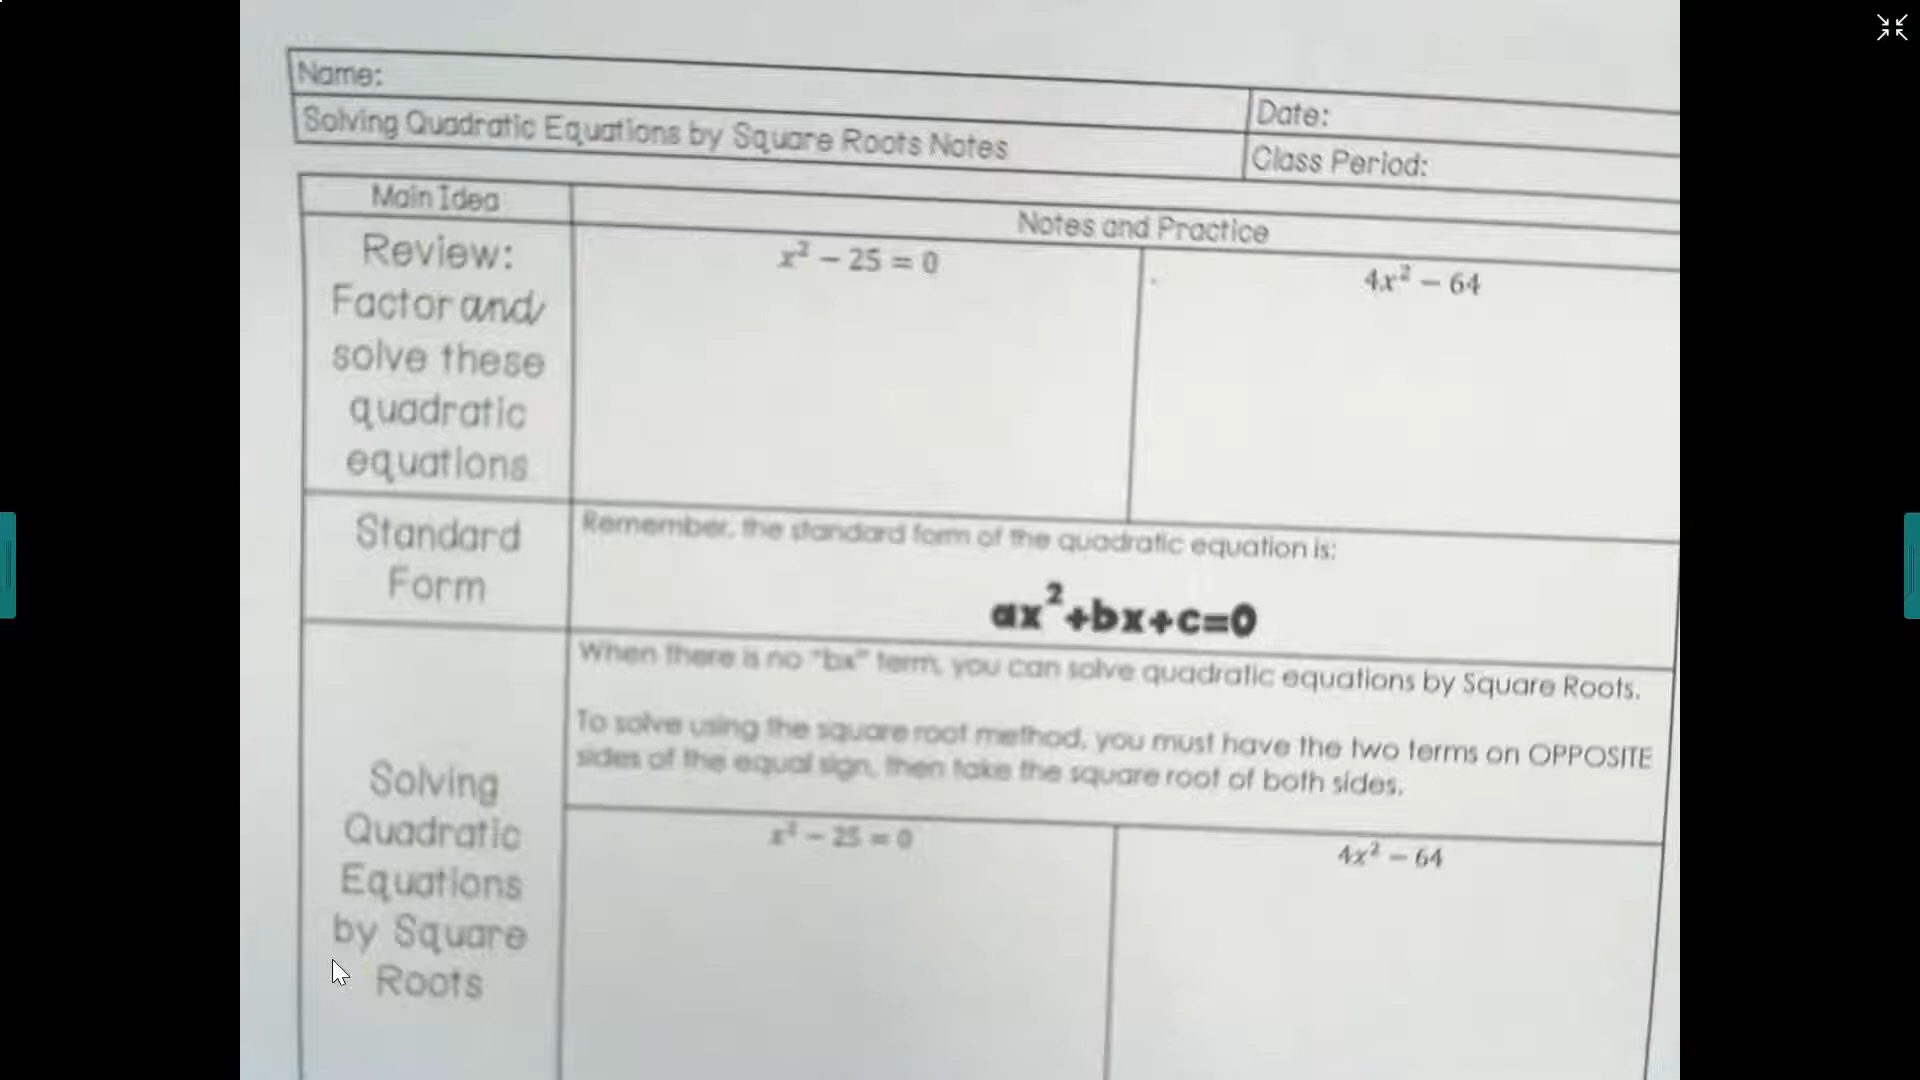 Name:
Date:
Solving Quadratic Equations by Square Roots Notes
Class Period:
Main Idea
Notes and Practice
Review:
Factor and
solve these
quadratic
equations
x² − 25 = 0
4x² − 64
Standard
Form
Remember, the standard form of the quadratic equation is:
ax²+bx+c=0
Solving
Quadratic
Equations
by Square
Roots
When there is no "bx" term, you can solve quadratic equations by Square Roots.
To solve using the square root method, you must have the two terms on OPPOSITE
sides of the equal sign, then take the square root of both sides.
x² − 25 = 0
4x² − 64